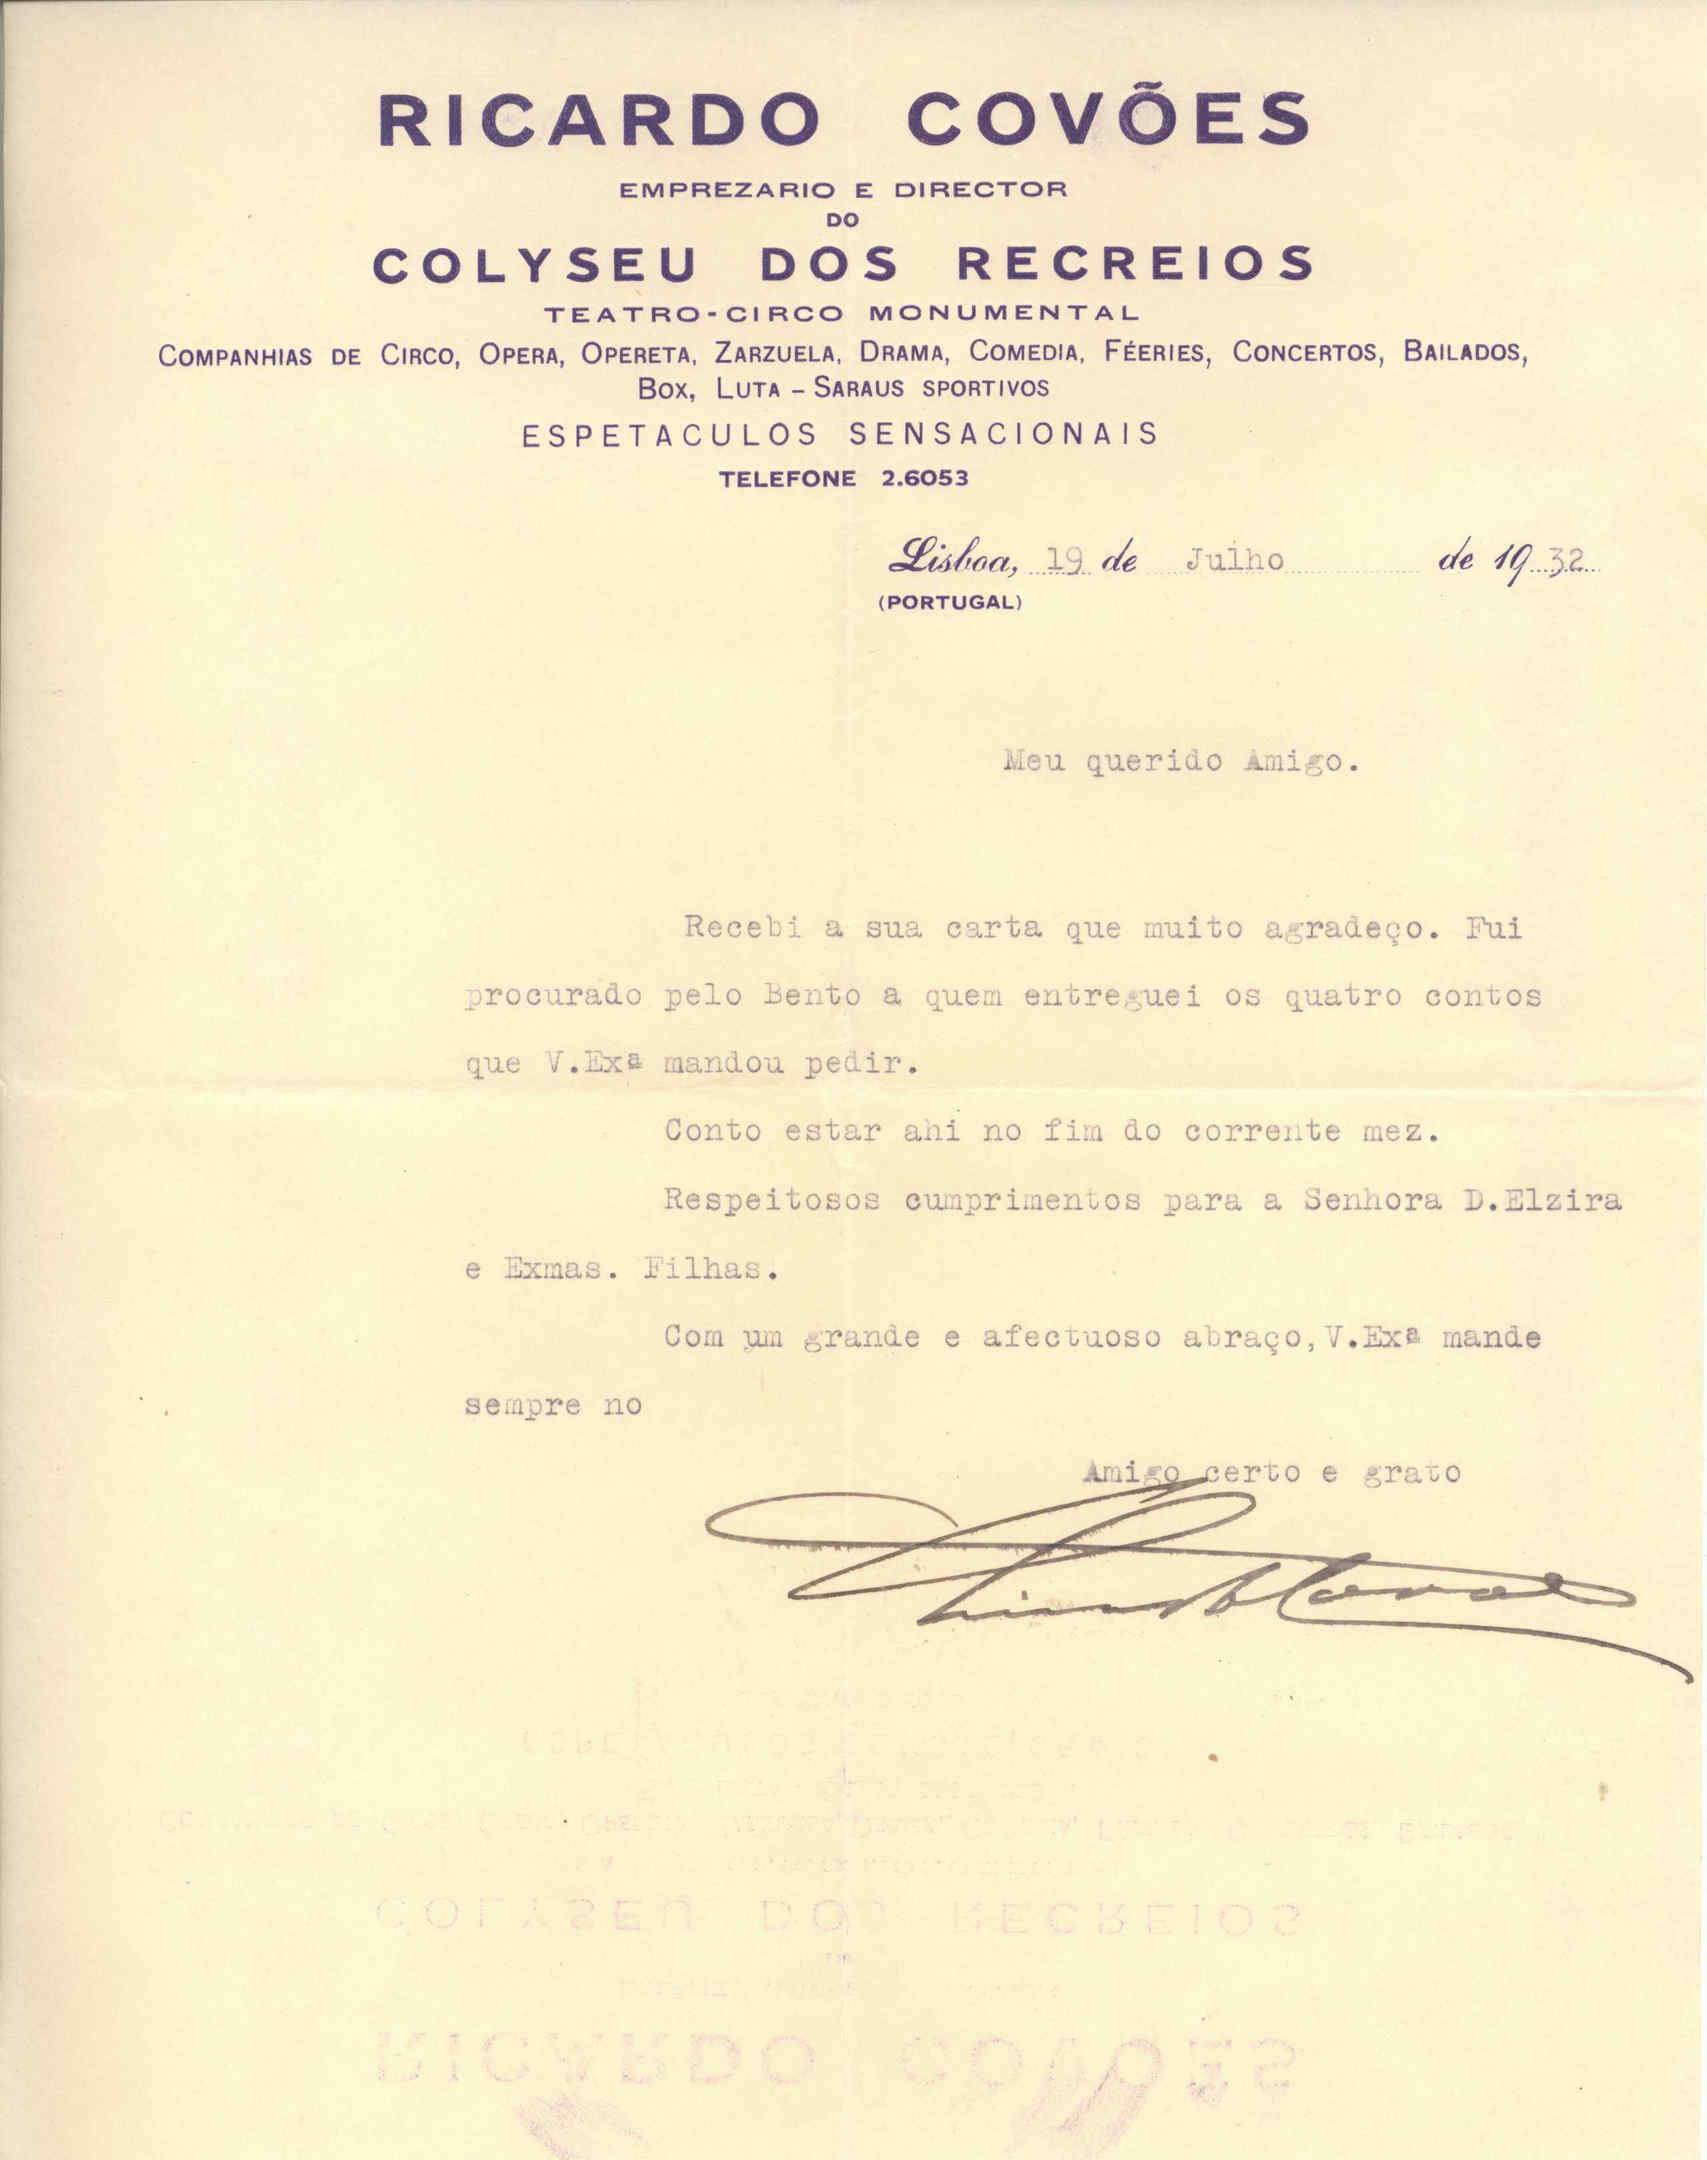 RICARDO COVÕES
EMPREZARIO E DIRECTOR
DO
COLYSEU DOS RECREIOS
TEATRO-CIRCO MONUMENTAL
COMPANHIAS DE CIRCO, OPERA, OPERETA, ZARZUELA, DRAMA, COMEDIA, FÉERIES, CONCERTOS, BAILADOS,
BOX, LUTA – SARAUS SPORTIVOS
ESPETACULOS SENSACIONAIS
TELEFONE 2.6053
Lisboa, 19 de Julho de 1932
(PORTUGAL)
Meu querido Amigo.
Recebi a sua carta que muito agradeço. Fui
procurado pelo Bento a quem entreguei os quatro contos
que V.Exª mandou pedir.
Conto estar ahi no fim do corrente mez.
Respeitosos cumprimentos para a Senhora D.Elzira
e Exmas. Filhas.
Com um grande e afectuoso abraço,V.Exª mande
sempre no
Amigo certo e grato